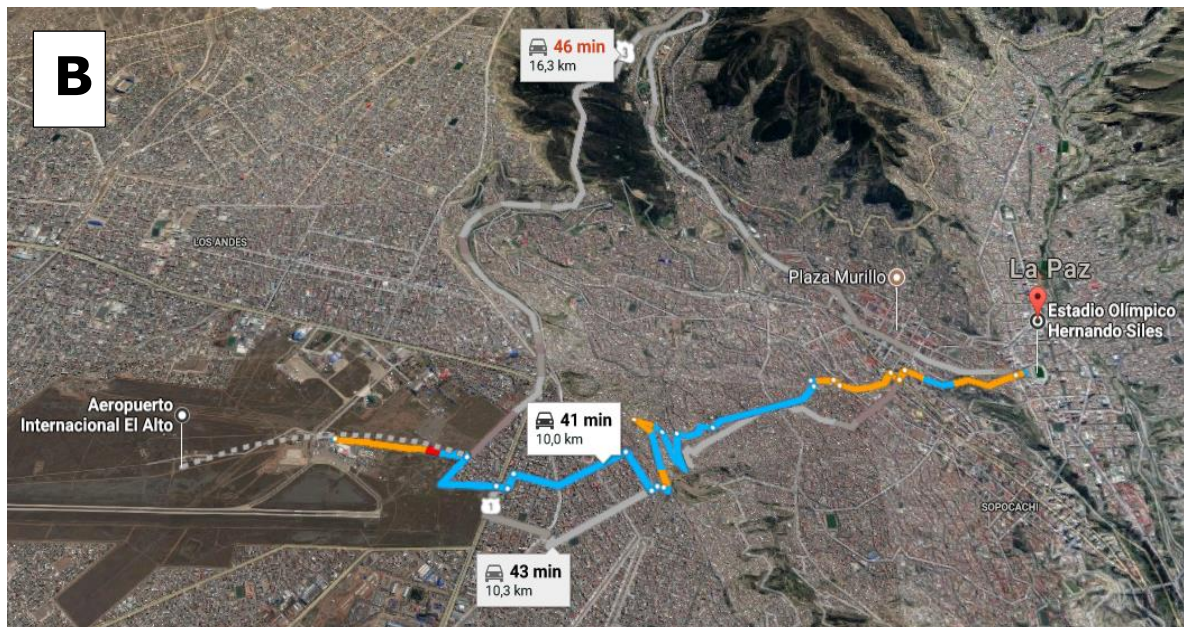 B
46 min
16,3 km
3
LOS ANDES
La Paz
Plaza Murillo
Estadio Olímpico
Hernando Siles
Aeropuerto
Internacional El Alto
41 min
10,0 km
1
SOPOCACHI
43 min
10,3 km